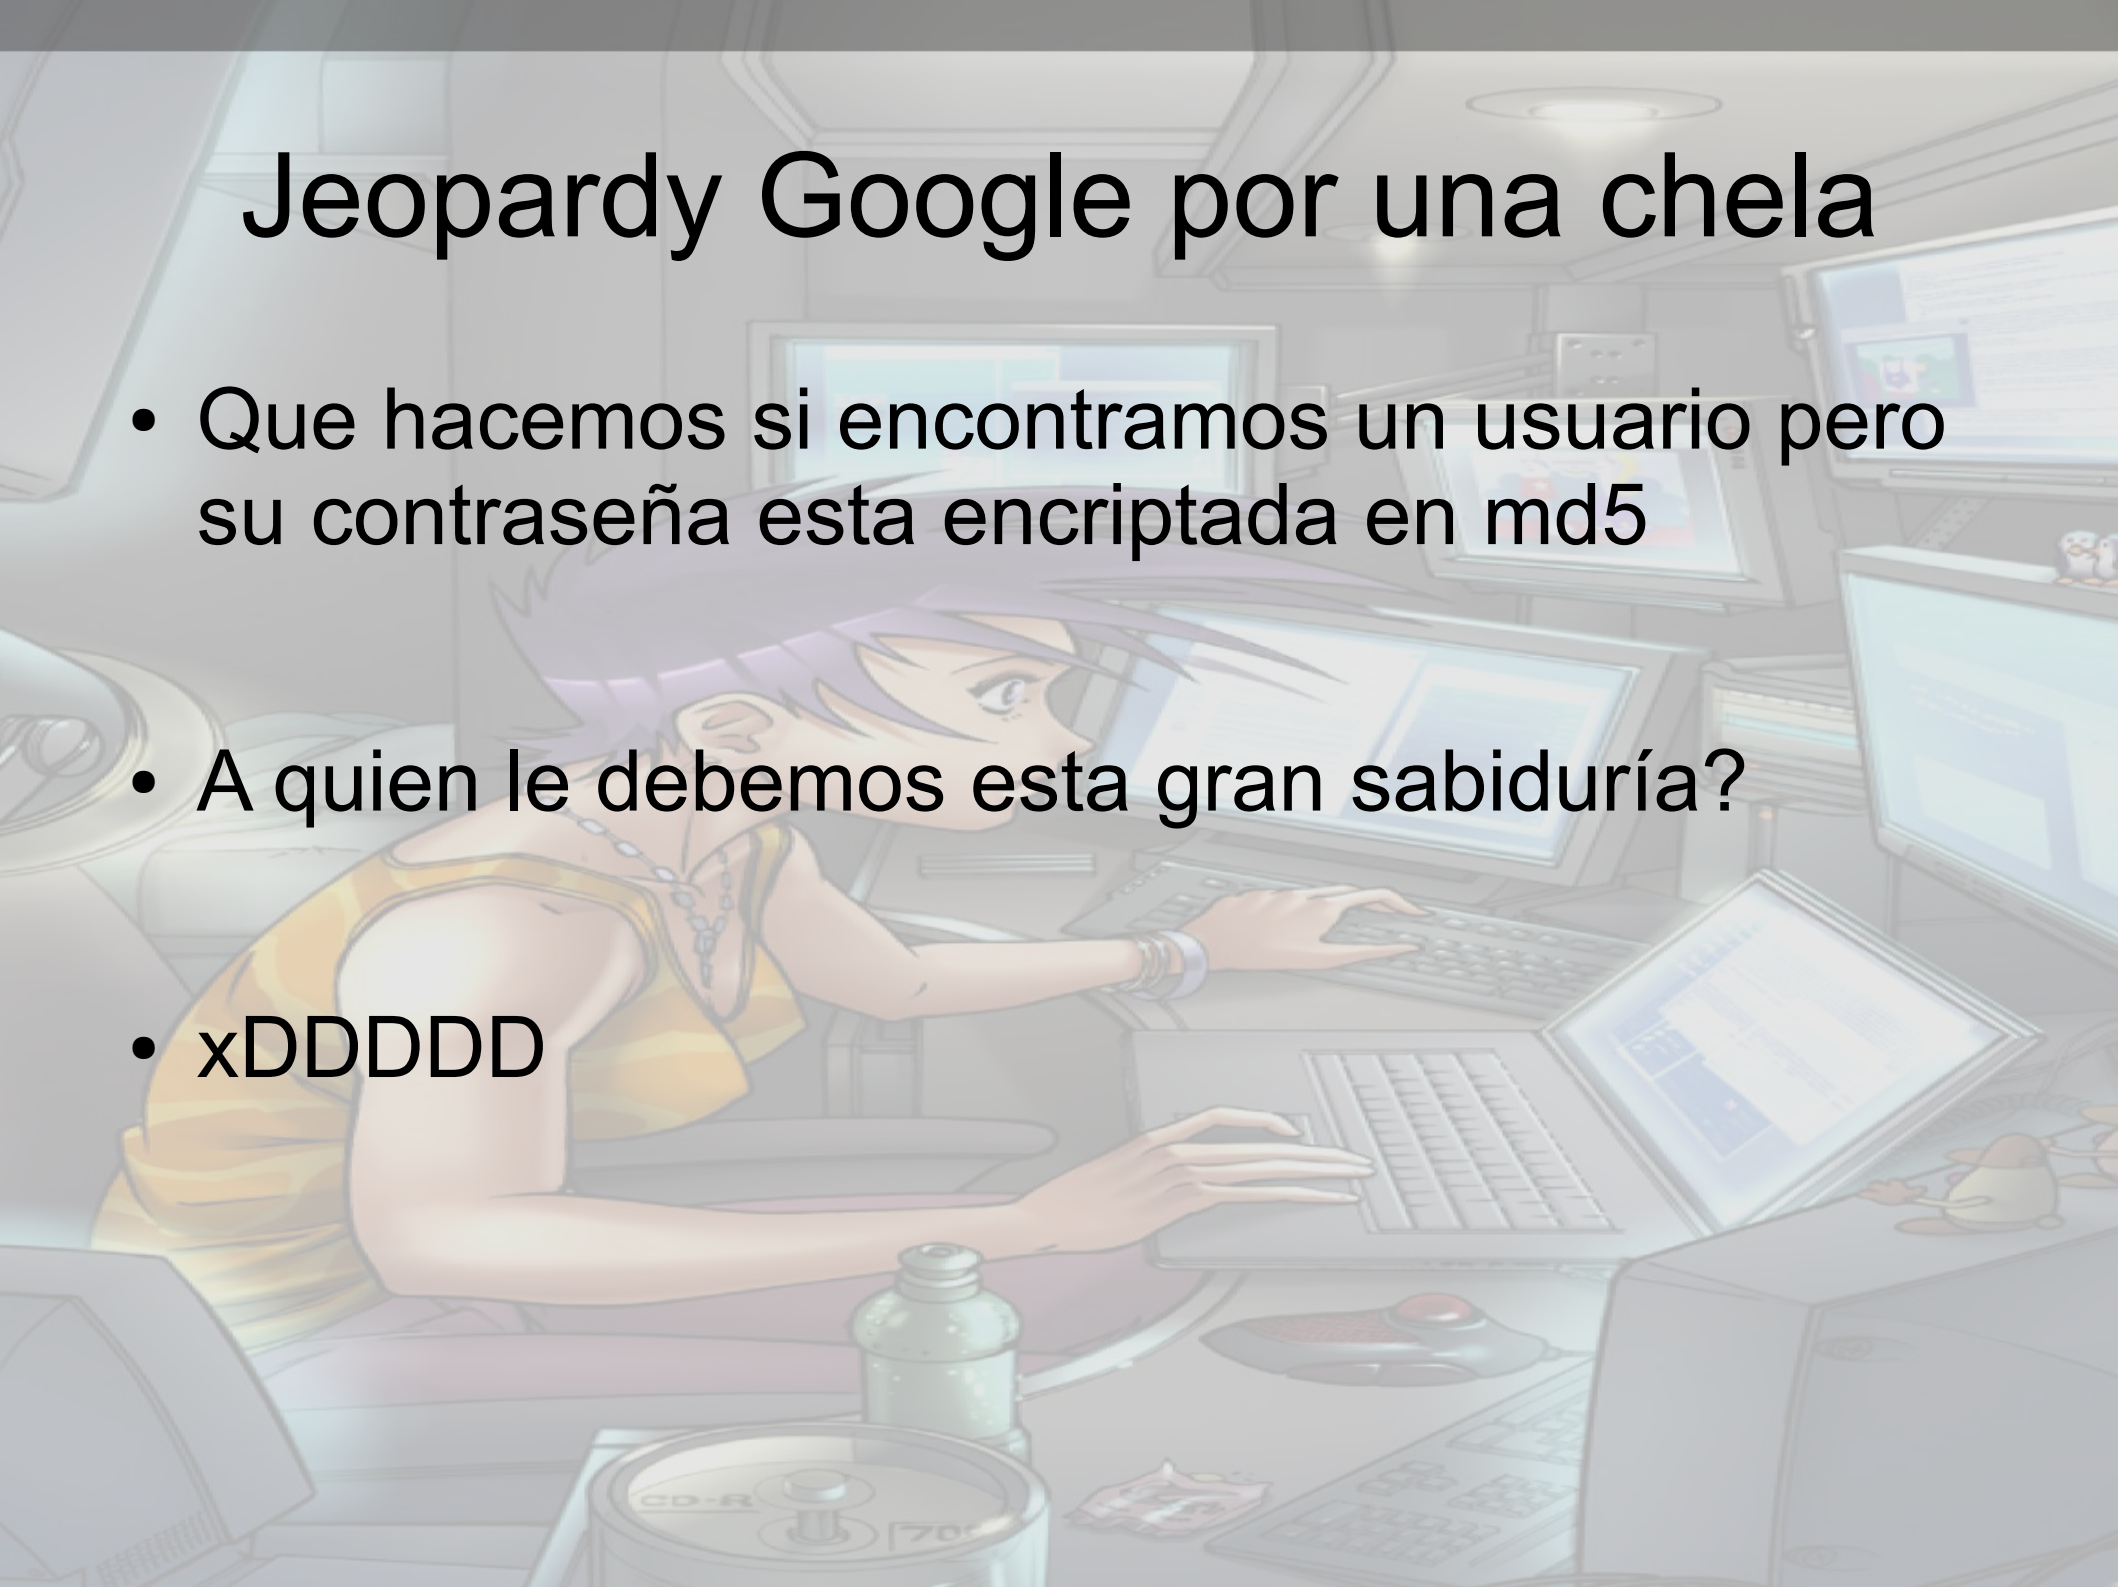 Jeopardy Google por una chela
• Que hacemos si encontramos un usuario pero
su contraseña esta encriptada en md5
• A quien le debemos esta gran sabiduría?
• xDDDDD
CD-R